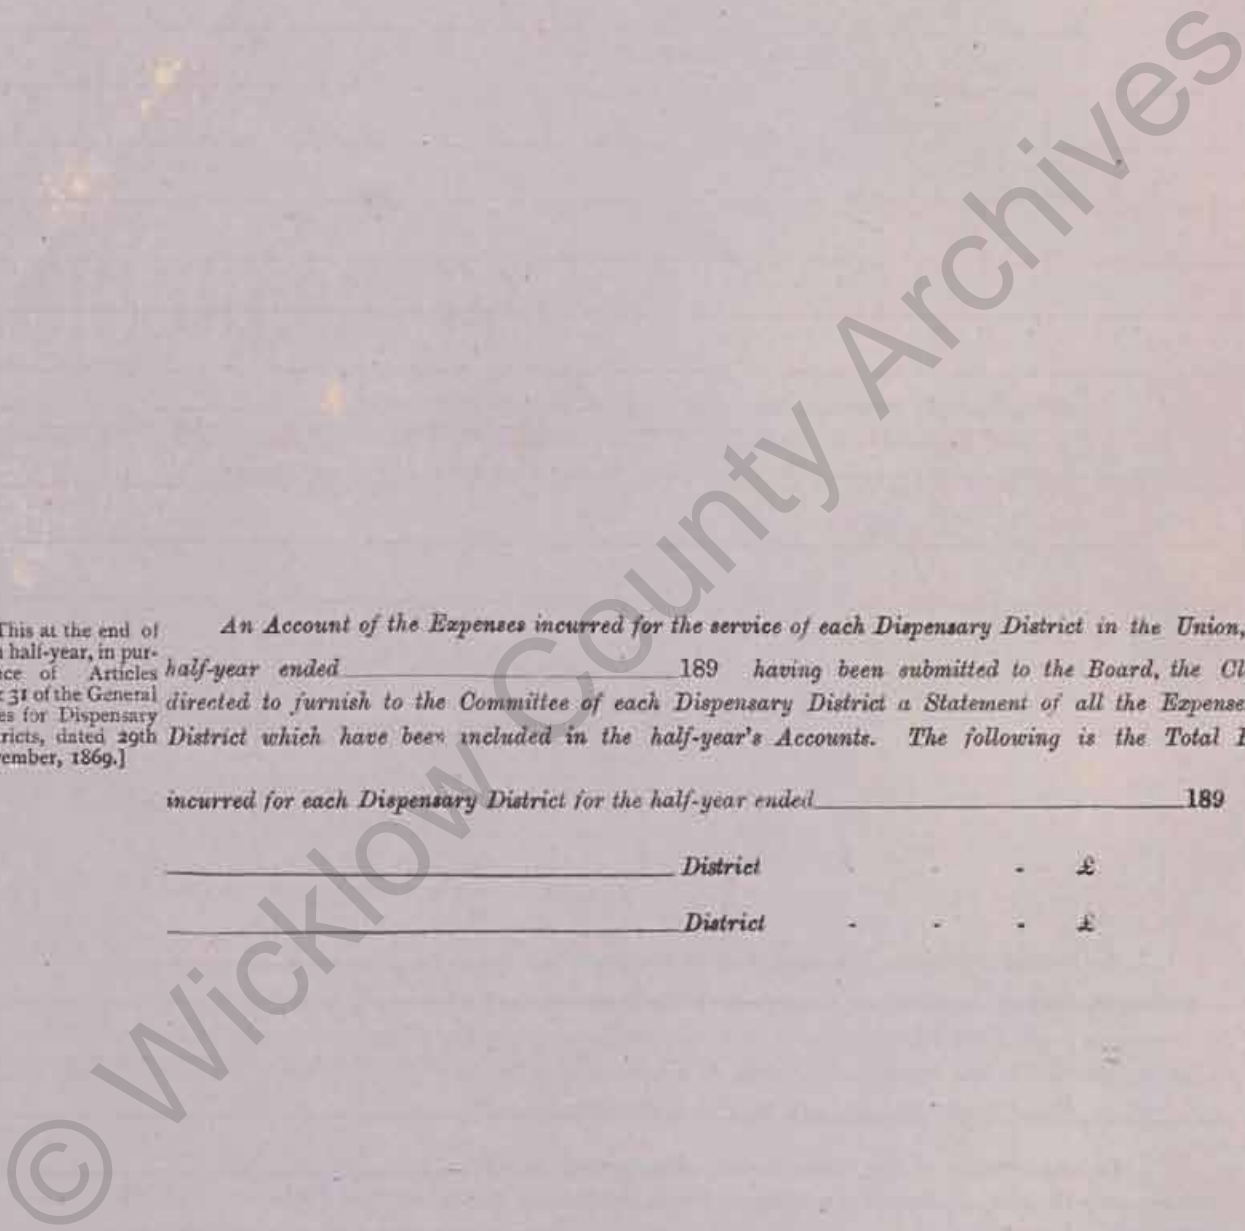 This at the end of
half-year, in pur-
ce of Articles
31 of the General
es for Dispensary
ricts, dated 29th
ember, 1869.]
An Account of the Expenses incurred for the service of each Dispensary District in the Union,
half-year ended 189 having been submitted to the Board, the Cl
directed to furnish to the Committee of each Dispensary District a Statement of all the Expense
District which have been included in the half-year's Accounts. The following is the Total E
incurred for each Dispensary District for the half-year ended 189
District - - - £
District - - - £
© Wicklow County Archives